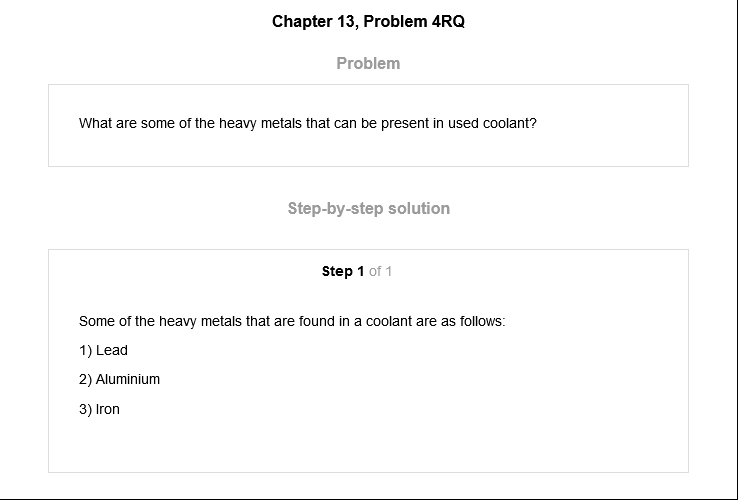 Chapter 13, Problem 4RQ
Problem
What are some of the heavy metals that can be present in used coolant?
Step-by-step solution
Step 1 of 1
Some of the heavy metals that are found in a coolant are as follows:
1) Lead
2) Aluminium
3) Iron